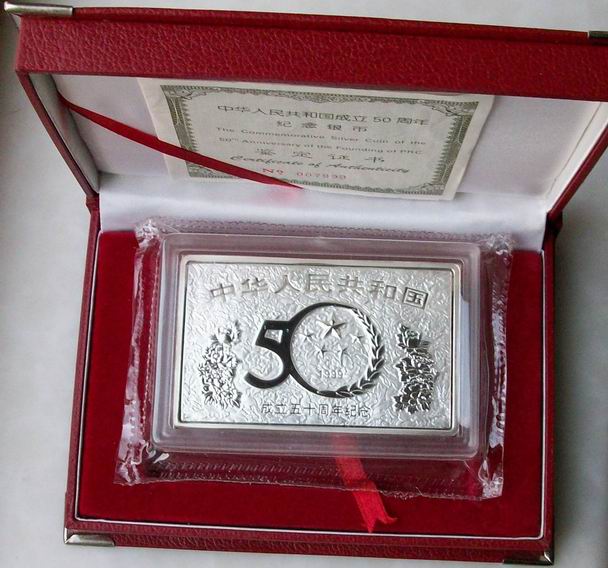 中华人民共和国成立50周年
纪念银币
The Commemorative Silver Coin of the
50th Anniversary of the Founding of PRC
鉴定证书
Certificate of Authenticity
中华人民共和国
50
1999
成立五十周年纪念